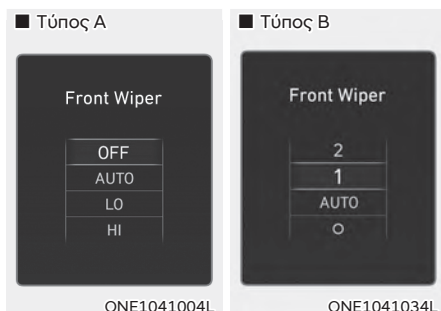 ■ Τύπος A
Front Wiper
OFF
AUTO
LO
HI
ONE1041004L
■ Τύπος B
Front Wiper
2
1
AUTO
O
ONE1041034L